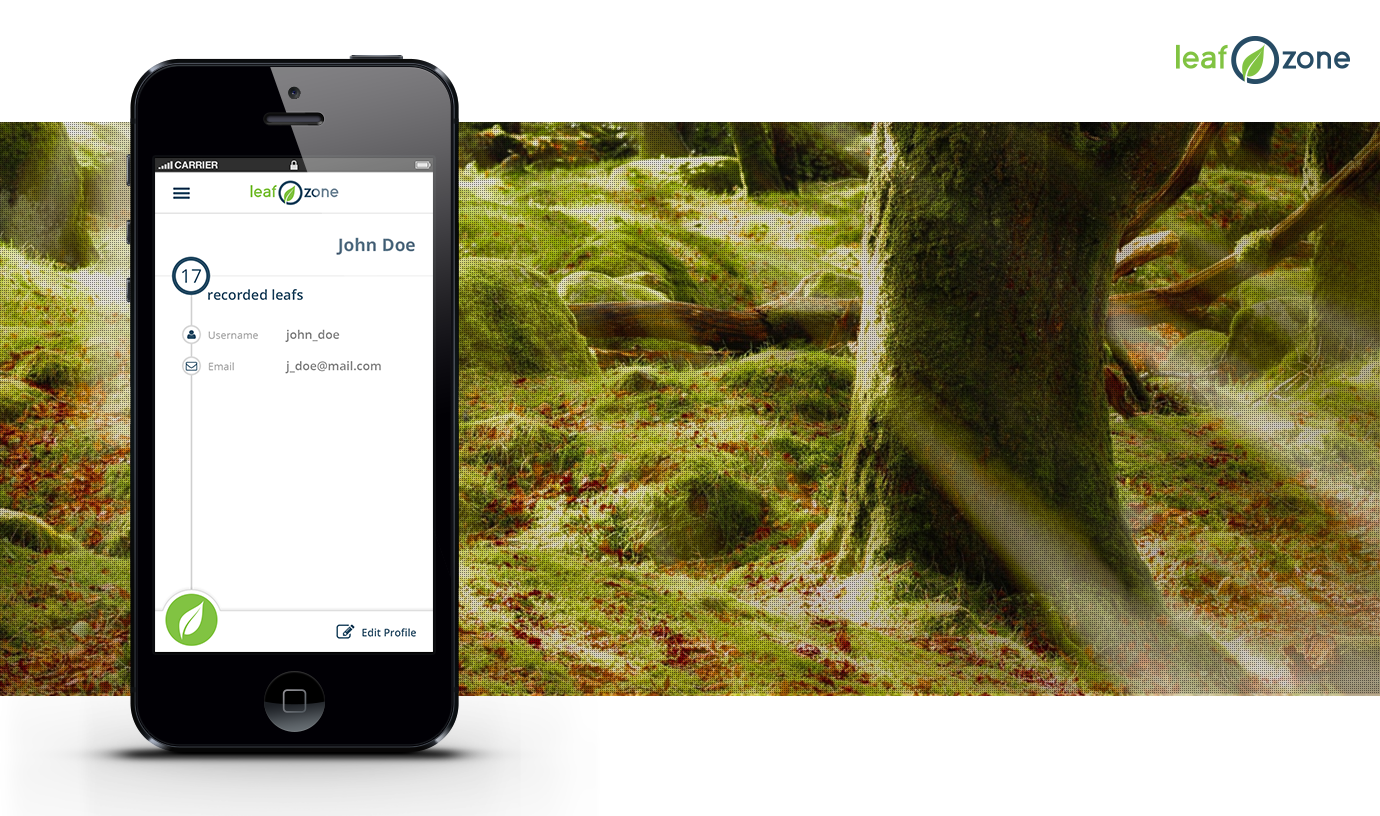 leaf zone
CARRIER
leaf zone
John Doe
17
recorded leafs
Username john_doe
Email j_doe@mail.com
Edit Profile